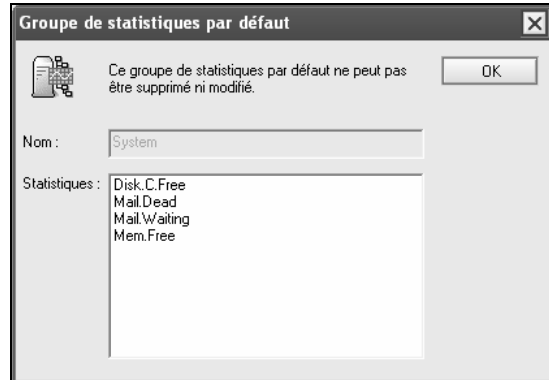 Groupe de statistiques par défaut
Ce groupe de statistiques par défaut ne peut pas
être supprimé ni modifié.
OK
Nom :
System
Statistiques :
Disk.C.Free
Mail.Dead
Mail.Waiting
Mem.Free